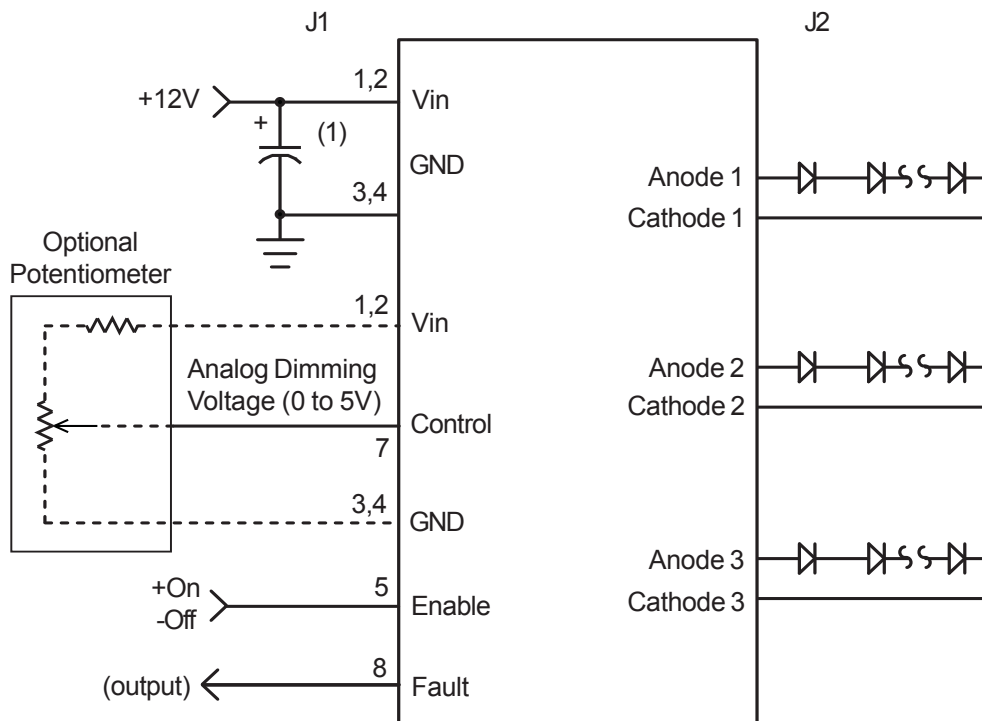 J1
J2
+12V
1,2
Vin
+
(1)
GND
3,4
Optional
Potentiometer
1,2
Vin
Analog Dimming
Voltage (0 to 5V)
Control
7
3,4
GND
+On
-Off
5
Enable
(output)
8
Fault
Anode 1
Cathode 1
Anode 2
Cathode 2
Anode 3
Cathode 3